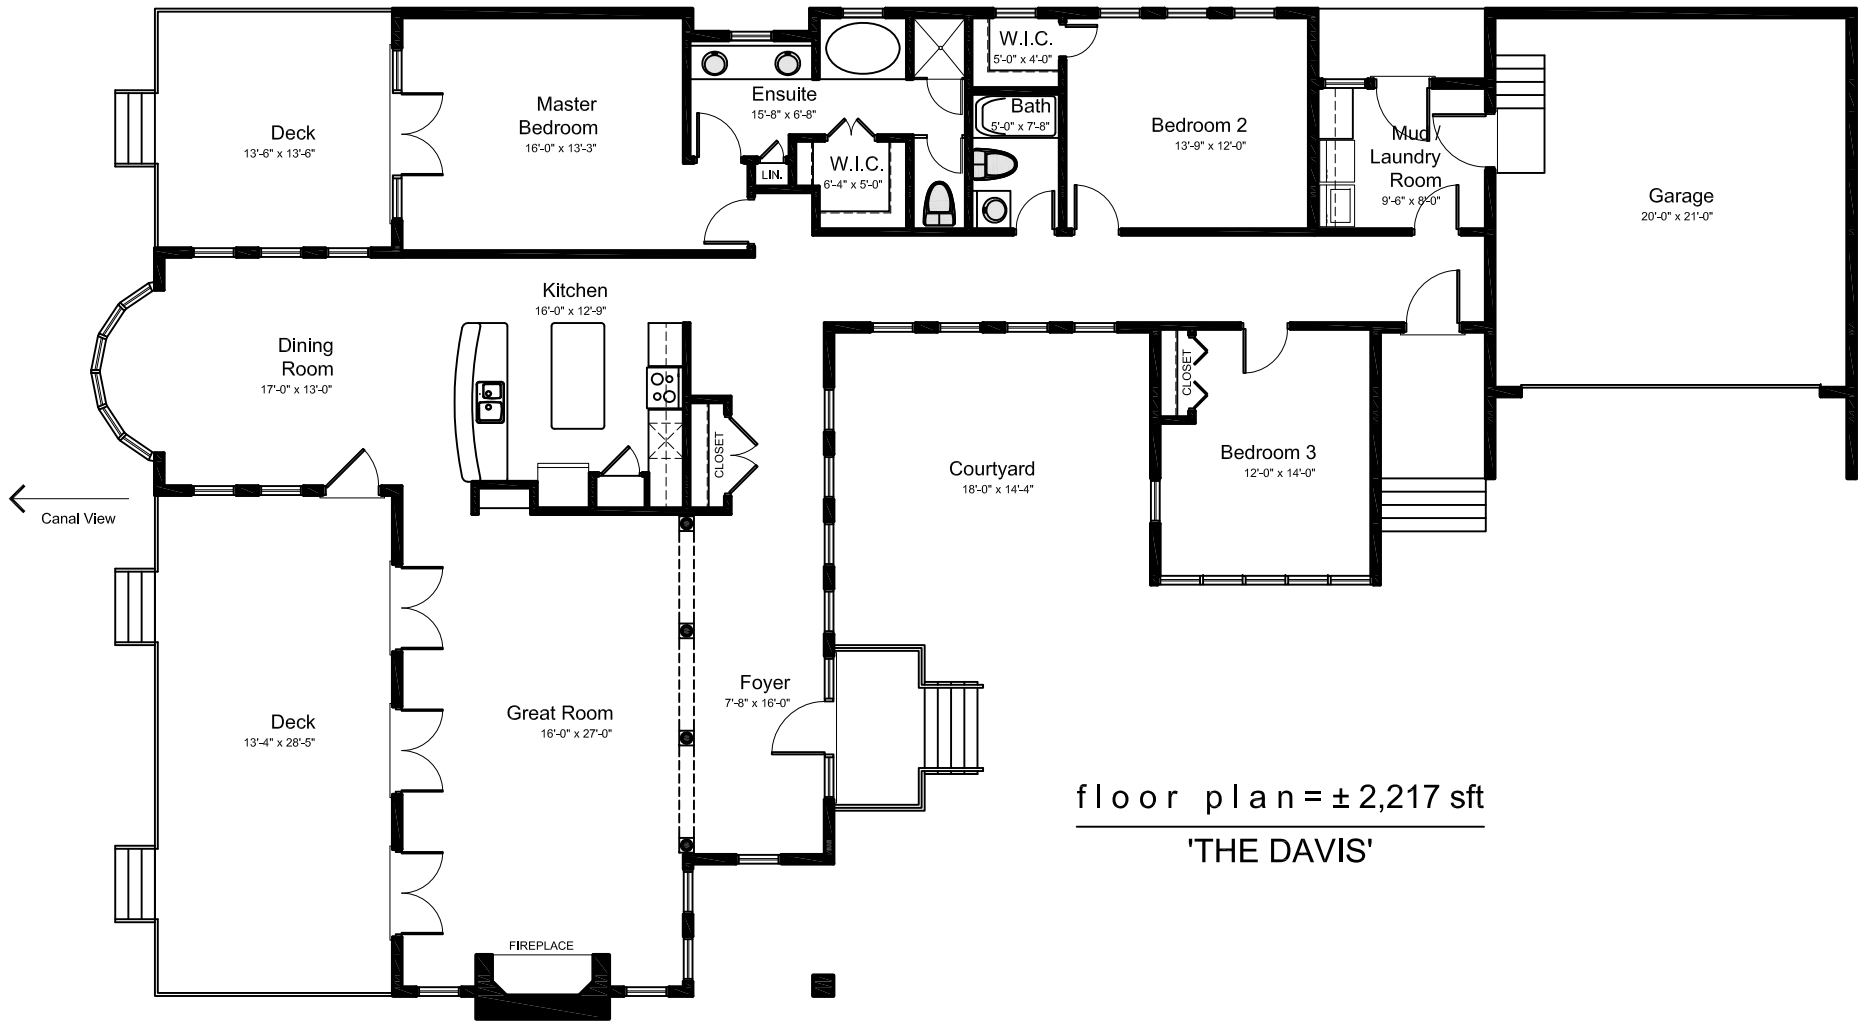 Deck
13'-6" x 13'-6"
Master
Bedroom
16'-0" x 13'-3"
Ensuite
15'-8" x 6'-8"
LIN.
W.I.C.
6'-4" x 5'-0"
W.I.C.
5'-0" x 4'-0"
Bath
5'-0" x 7'-8"
Bedroom 2
13'-9" x 12'-0"
Mud /
Laundry
Room
9'-6" x 8'-0"
Garage
20'-0" x 21'-0"
Kitchen
16'-0" x 12'-9"
Dining
Room
17'-0" x 13'-0"
CLOSET
CLOSET
Courtyard
18'-0" x 14'-4"
Bedroom 3
12'-0" x 14'-0"
Canal View
Deck
13'-4" x 28'-5"
Great Room
16'-0" x 27'-0"
Foyer
7'-8" x 16'-0"
FIREPLACE
floor plan = ± 2,217 sft
'THE DAVIS'